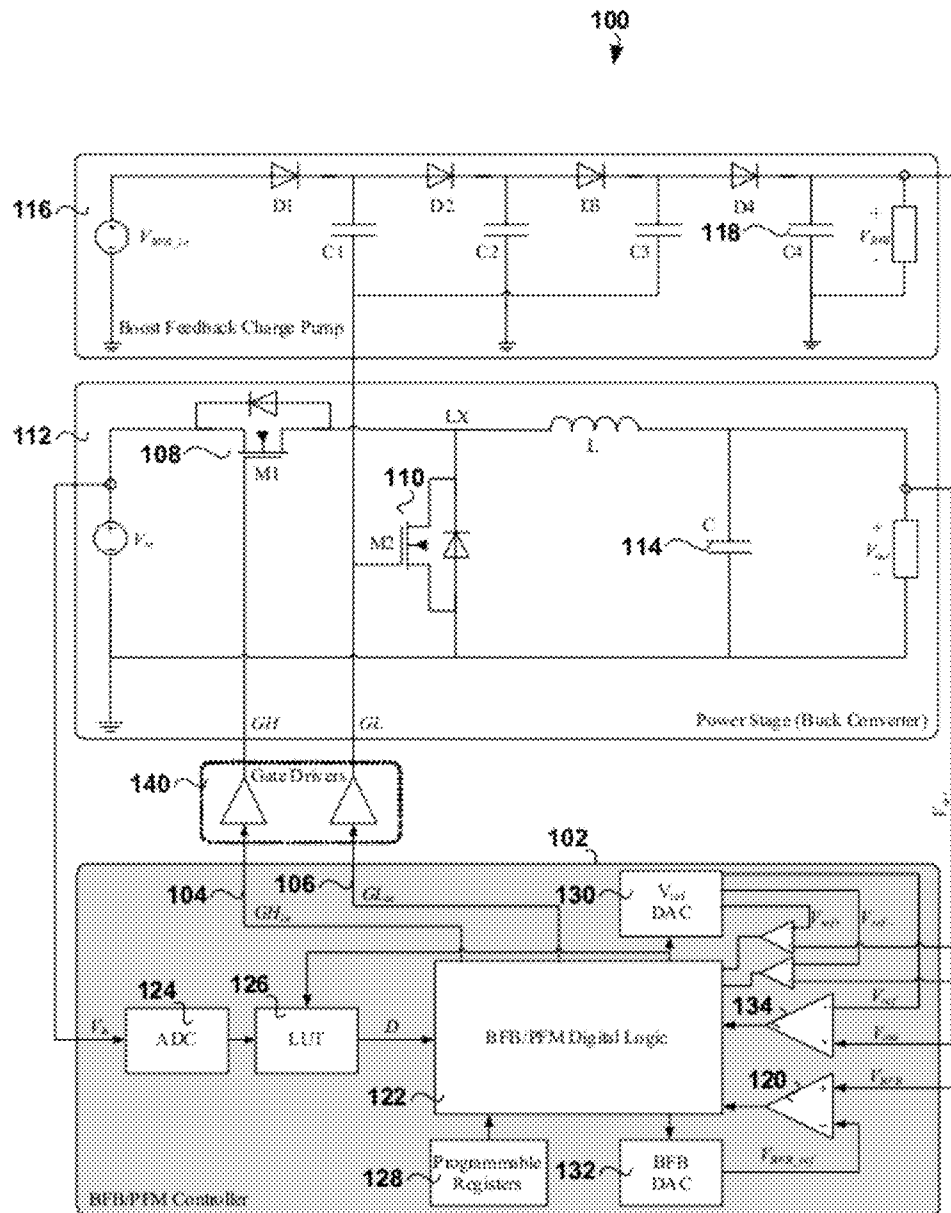 100
116
D1
D2
D4
118
C1
C2
C3
C4
Boost Feedback Charge Pump
112
108
M1
LX
L
110
M2
C
114
GH
GL
Power Stage (Buck Converter)
140
Gate Drivers
102
104
106
130
DAC
124
126
134
ADC
LUT
D
BFB/PFM Digital Logic
122
120
128
Programmable
Registers
132
BFB
DAC
BFB/PFM Controller